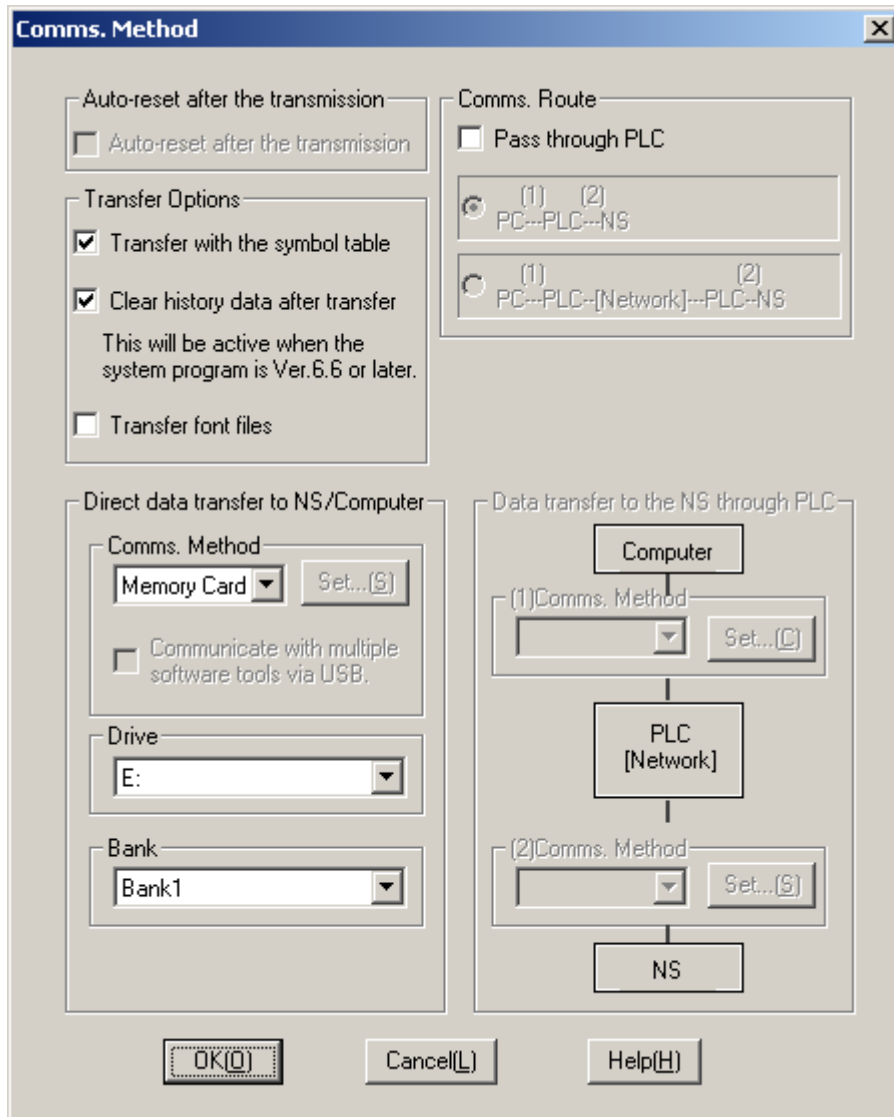 Comms. Method
Auto-reset after the transmission
Auto-reset after the transmission
Transfer Options
Transfer with the symbol table
Clear history data after transfer
This will be active when the
system program is Ver.6.6 or later.
Transfer font files
Comms. Route
Pass through PLC
(1) (2)
PC---PLC---NS
(1) (2)
PC---PLC--[Network]---PLC--NS
Direct data transfer to NS/Computer
Comms. Method
Memory Card
Set...(S)
Communicate with multiple
software tools via USB.
Drive
E:
Bank
Bank1
Data transfer to the NS through PLC
Computer
(1)Comms. Method
Set...(C)
PLC
[Network]
(2)Comms. Method
Set...(S)
NS
OK(O)
Cancel(L)
Help(H)